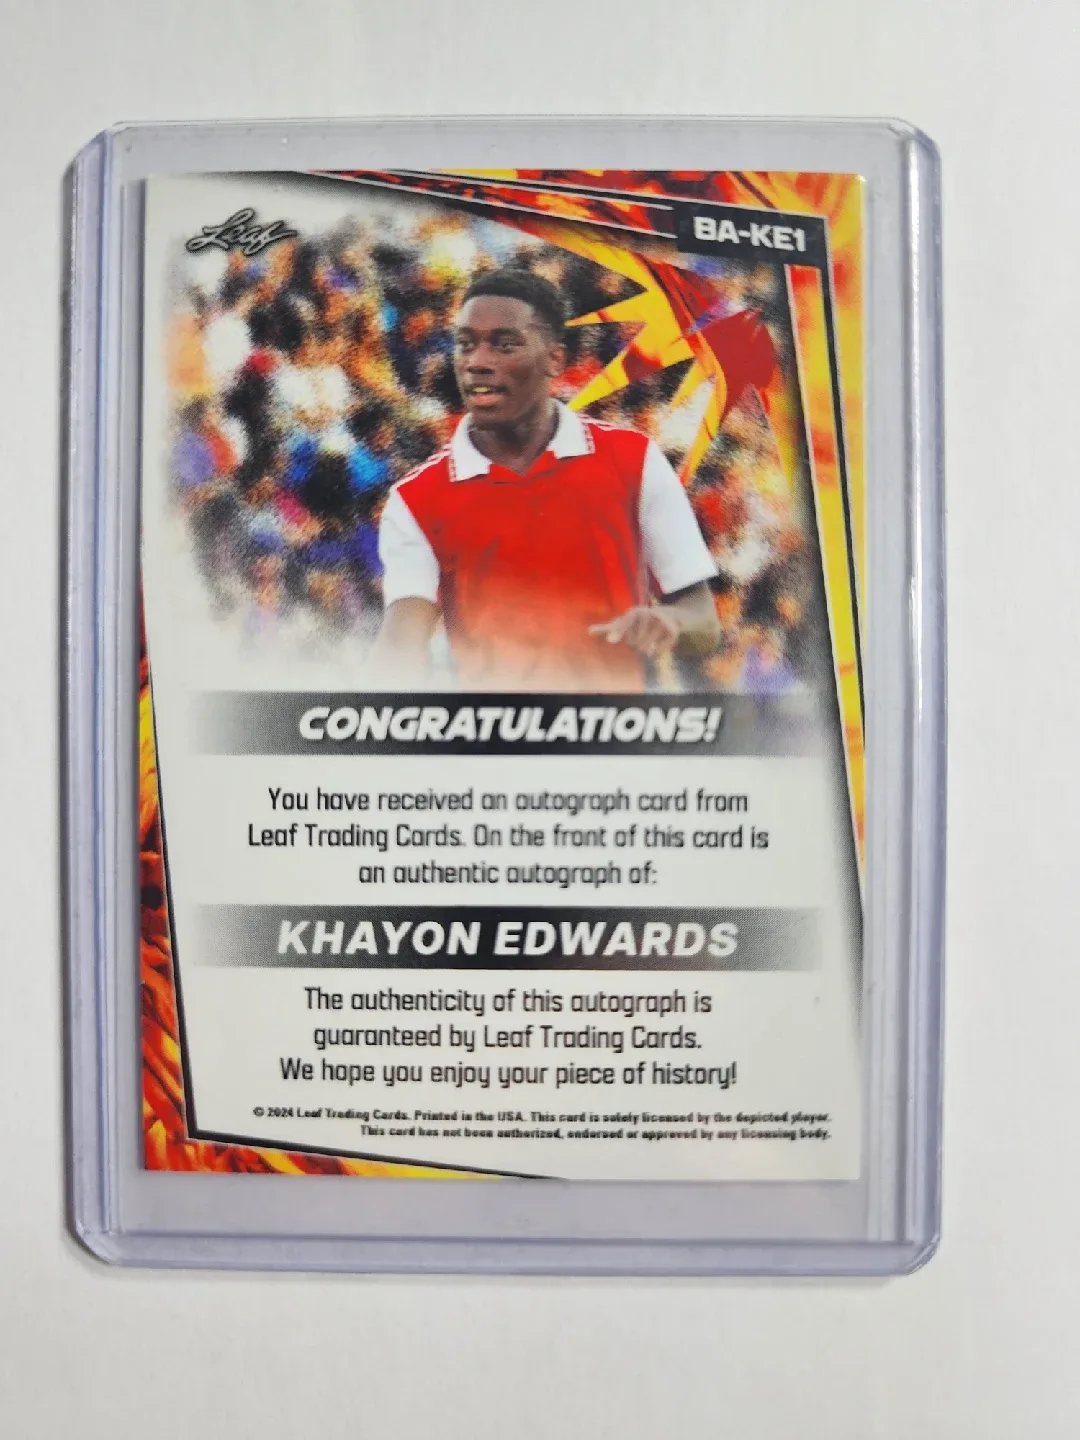 Leaf
BA-KE1
CONGRATULATIONS!
You have received an autograph card from
Leaf Trading Cards. On the front of this card is
an authentic autograph of:
KHAYON EDWARDS
The authenticity of this autograph is
guaranteed by Leaf Trading Cards.
We hope you enjoy your piece of history!
© 2024 Leaf Trading Cards. Printed in the USA. This card is solely licensed by the depicted player.
This card has not been authorized, endorsed or approved by any licensing body.